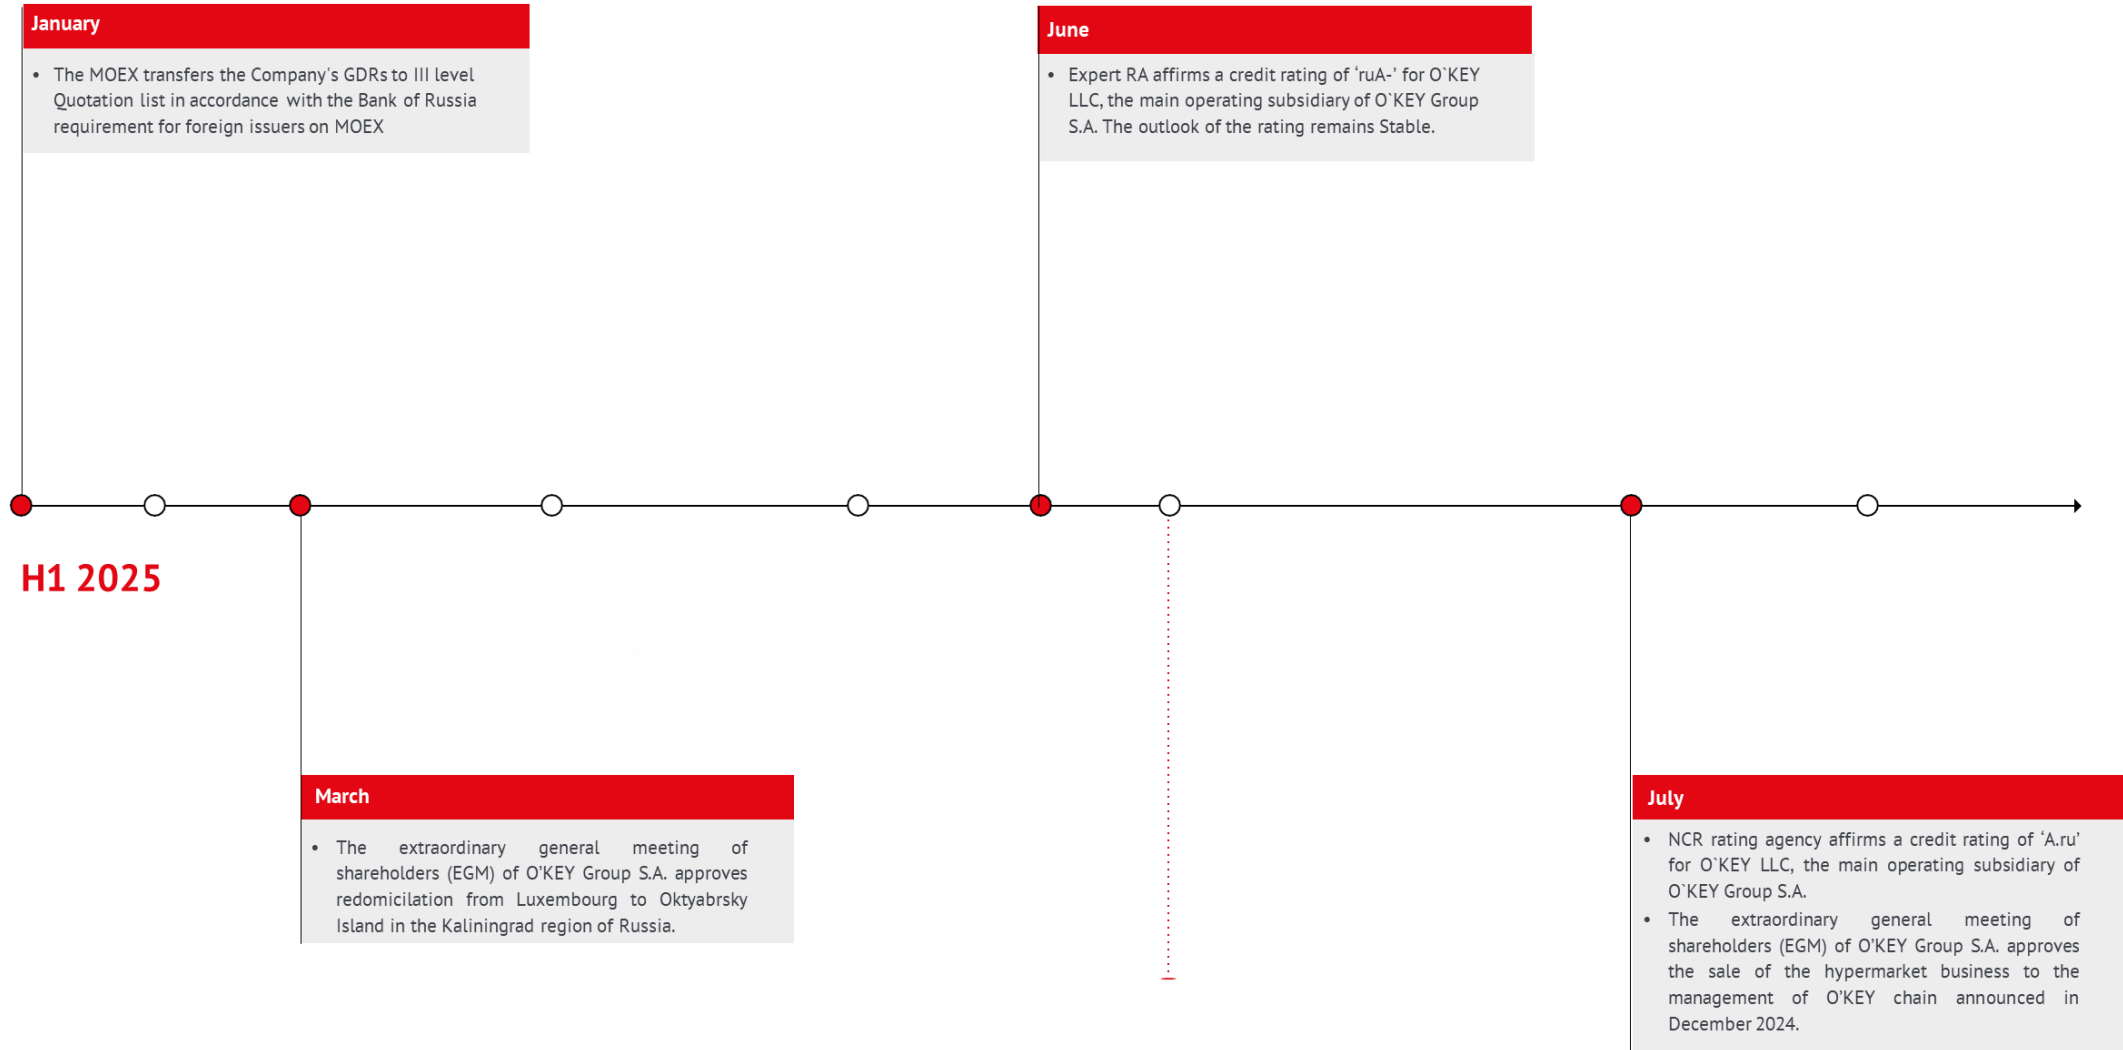 January
• The MOEX transfers the Company's GDRs to III level
Quotation list in accordance with the Bank of Russia
requirement for foreign issuers on MOEX
June
• Expert RA affirms a credit rating of ‘ruA-’ for O`KEY
LLC, the main operating subsidiary of O`KEY Group
S.A. The outlook of the rating remains Stable.
H1 2025
March
• The extraordinary general meeting of
shareholders (EGM) of O’KEY Group S.A. approves
redomicilation from Luxembourg to Oktyabrsky
Island in the Kaliningrad region of Russia.
July
• NCR rating agency affirms a credit rating of ‘A.ru’
for O`KEY LLC, the main operating subsidiary of
O`KEY Group S.A.
• The extraordinary general meeting of
shareholders (EGM) of O’KEY Group S.A. approves
the sale of the hypermarket business to the
management of O’KEY chain announced in
December 2024.